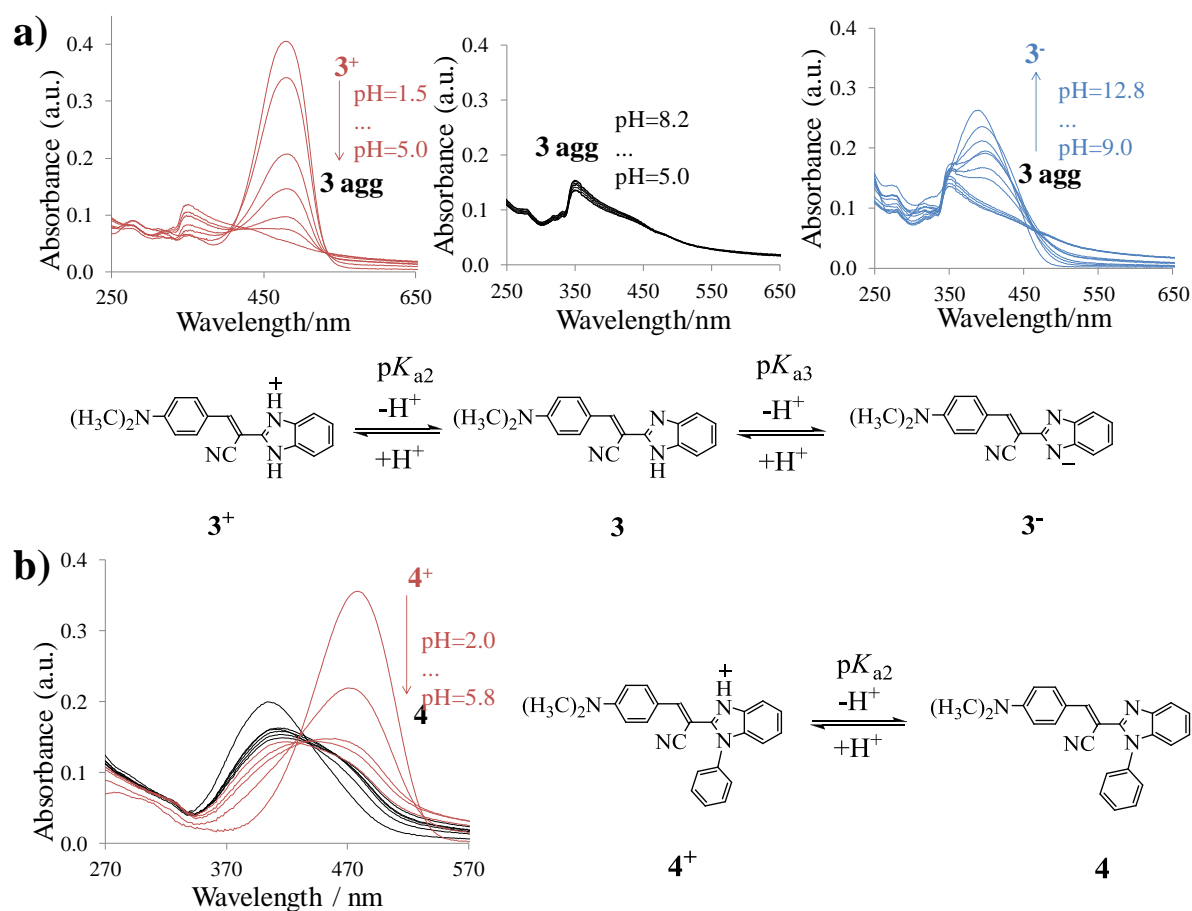 a)
Absorbance (a.u.)
0.4
0.3
0.2
0.1
0.0
250
450
650
Wavelength/nm
3+
pH=1.5
...
pH=5.0
3 agg
Absorbance (a.u.)
0.4
0.3
0.2
0.1
0.0
250
350
450
550
650
Wavelength/nm
pH=8.2
...
pH=5.0
3 agg
Absorbance (a.u.)
0.4
0.3
0.2
0.1
0.0
250
350
450
550
650
Wavelength/nm
3-
pH=12.8
...
pH=9.0
3 agg
(H3C)2N
NC
+
H
N
N
H
3+
pKa2
-H+
+H+
(H3C)2N
NC
N
N
H
3
pKa3
-H+
+H+
(H3C)2N
NC
N
N
–
3-
b)
Absorbance (a.u.)
0.4
0.3
0.2
0.1
0.0
270
370
470
570
Wavelength / nm
4+
pH=2.0
...
pH=5.8
4
(H3C)2N
NC
+
H
N
N
4+
pKa2
-H+
+H+
(H3C)2N
NC
N
N
4